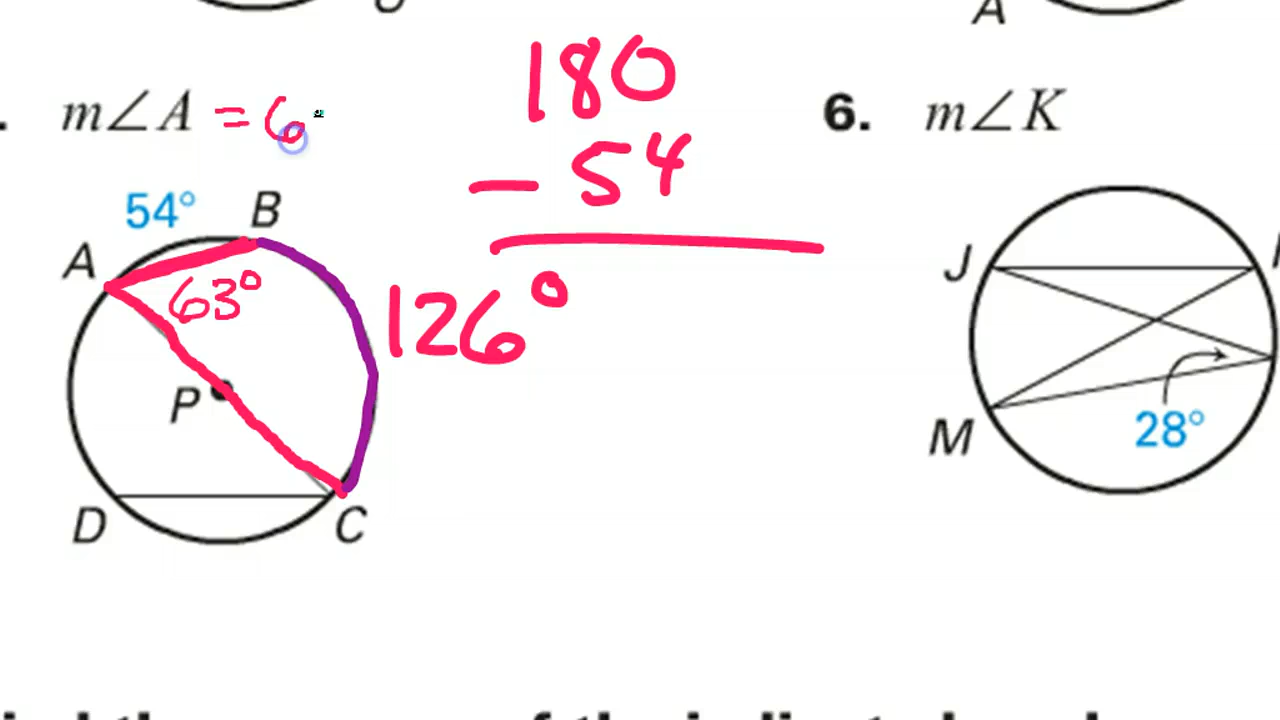 A
. m∠A = 6
180
- 54
126°
54°
A
B
63°
P
D
C
6. m∠K
J
M
28°